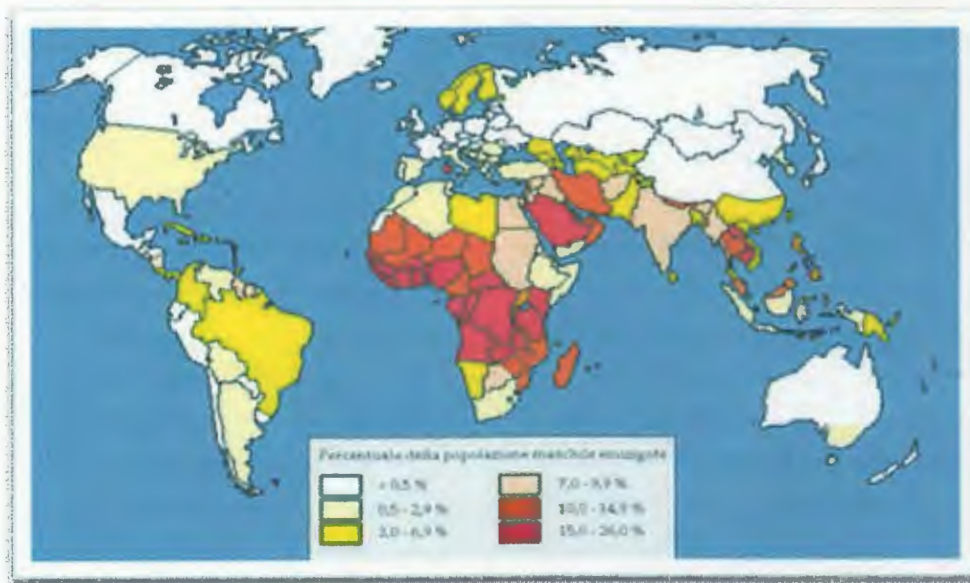 Percentuale della popolazione maschile emizigote
< 0,5 %
0,5 - 2,9 %
3,0 - 6,9 %
7,0 - 9,9 %
10,0 - 14,9 %
15,0 - 26,0 %